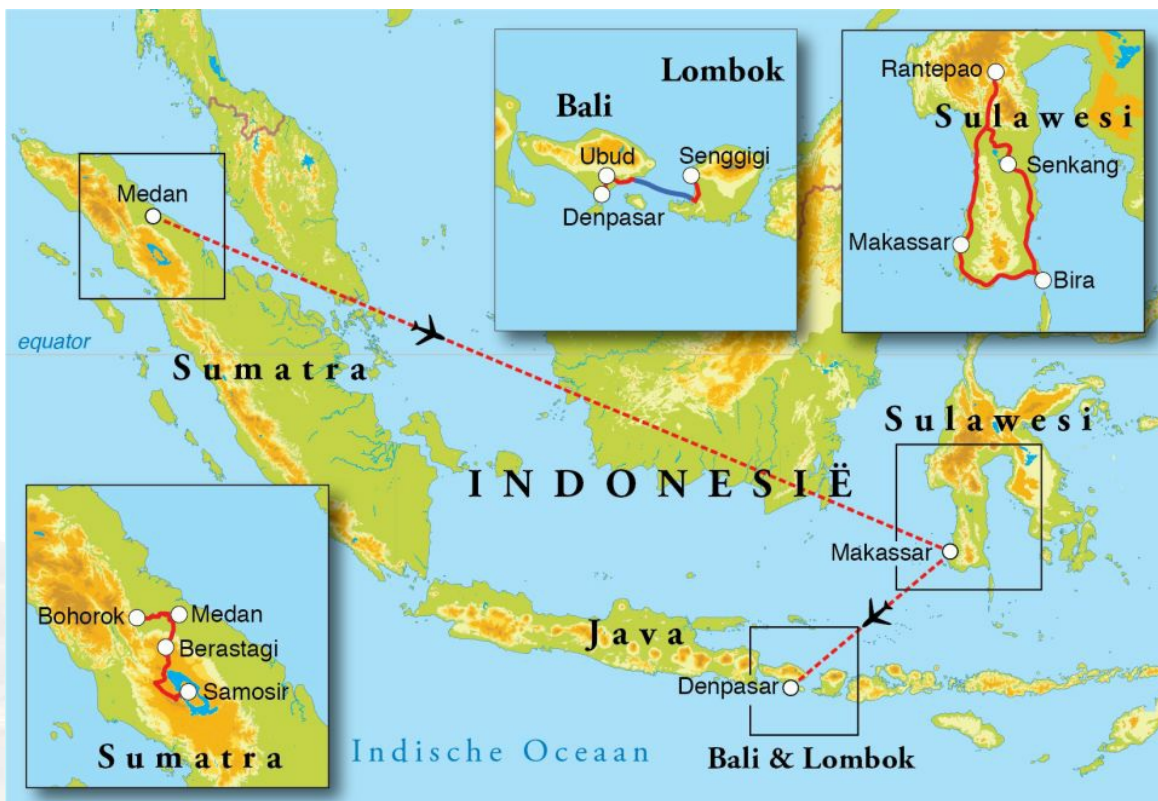 Medan
equator
Sumatra
INDONESIË
Sulawesi
Makassar
Java
Denpasar
Bali & Lombok
Indische Oceaan
Lombok
Bali
Ubud
Senggigi
Denpasar
Rantepao
Sulawesi
Senkang
Makassar
Bira
Bohorok
Medan
Berastagi
Samosir
Sumatra